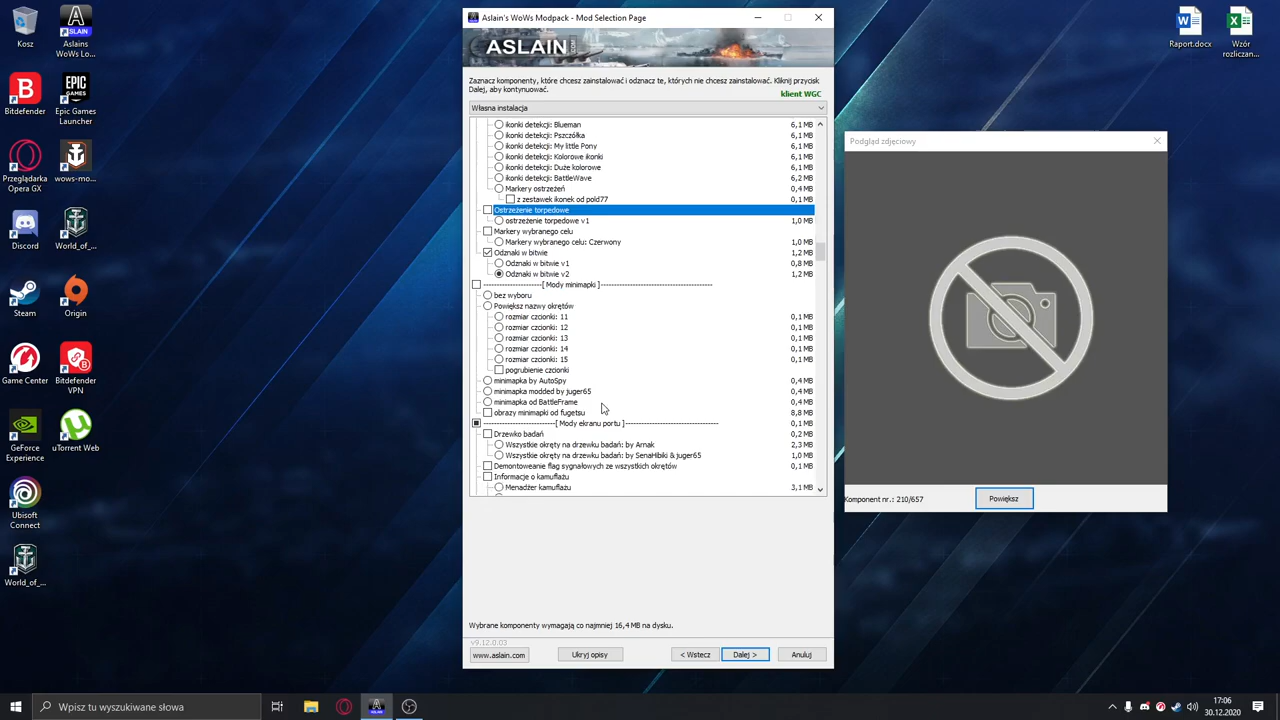 Aslain's WoWs Modpack - Mod Selection Page
ASLAIN.COM
Zaznacz komponenty, które chcesz zainstalować i odznacz te, których nie chcesz zainstalować. Kliknij przycisk
Dalej, aby kontynuować.
klient WGC
Własna instalacja
ikonki detekcji: Blueman 6,1 MB
ikonki detekcji: Pszczółka 6,1 MB
ikonki detekcji: My little Pony 6,1 MB
ikonki detekcji: Kolorowe ikonki 6,1 MB
ikonki detekcji: Duże kolorowe 6,1 MB
ikonki detekcji: BattleWave 6,2 MB
Markery ostrzeżeń 0,4 MB
z zestawek ikonek od pold77 0,1 MB
Ostrzeżenie torpedowe
ostrzeżenie torpedowe v1 1,0 MB
Markery wybranego celu
Markery wybranego celu: Czerwony 1,0 MB
Odznaki w bitwie 1,2 MB
Odznaki w bitwie v1 0,8 MB
Odznaki w bitwie v2 1,2 MB
----------------------[ Mody minimapki ]------------------------------------------
bez wyboru
Powiększ nazwy okrętów
rozmiar czcionki: 11 0,1 MB
rozmiar czcionki: 12 0,1 MB
rozmiar czcionki: 13 0,1 MB
rozmiar czcionki: 14 0,1 MB
rozmiar czcionki: 15 0,1 MB
pogrubienie czcionki 0,1 MB
minimapka by AutoSpy 0,4 MB
minimapka modded by juger65 0,4 MB
minimapka od BattleFrame 0,4 MB
obrazy minimapki od fugetsu 8,8 MB
---------------------------[ Mody ekranu portu ]-----------------------------------
0,1 MB
Drzewko badań 0,2 MB
Wszystkie okręty na drzewku badań: by Arnak 2,3 MB
Wszystkie okręty na drzewku badań: by SenaHibiki & juger65 1,0 MB
Demontoweanie flag sygnałowych ze wszystkich okrętów 0,1 MB
Informacje o kamuflażu
Menadżer kamuflażu 3,1 MB
Wybrane komponenty wymagają co najmniej 16,4 MB na dysku.
v9.12.0.03
www.aslain.com
Ukryj opisy
< Wstecz
Dalej >
Anuluj
Podgląd zdjęciowy
Komponent nr.: 210/657
Powiększ
Kosz
Aslains
WoWs Lo...
Bitdefender
Epic Games
Launcher
Przeglądarka
Opera GX
wows-mo...
Discord
World_of_...
Steam
Origin
Game Center
Bitdefender
VPN
GeForce
Experience
uTorrent Web
Ubisoft
Connect
World_of_...
Raport.docx
Wzór
rozliczan...
Wpisz tu wyszukiwane słowa
17:06
30.12.2020